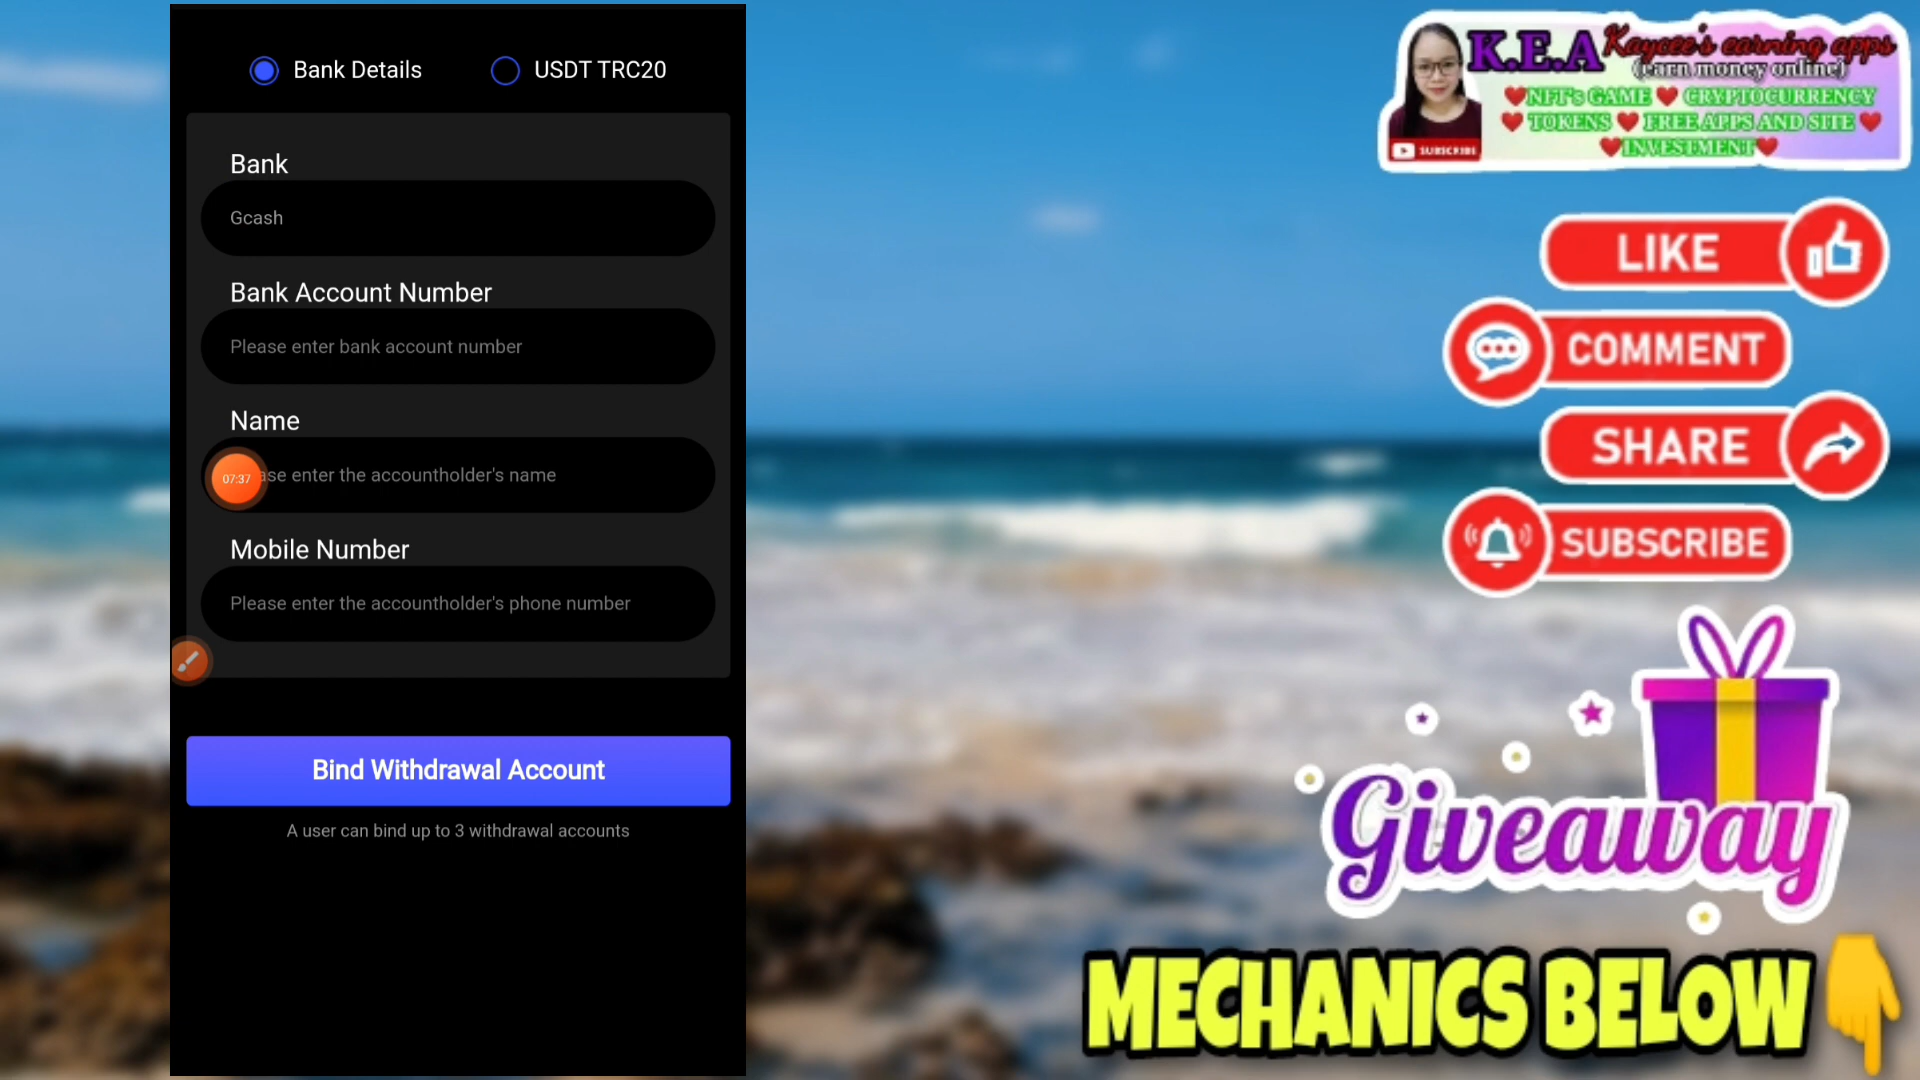 Bank Details
USDT TRC20
Bank
Gcash
Bank Account Number
Please enter bank account number
Name
ase enter the accountholder's name
07:37
Mobile Number
Please enter the accountholder's phone number
Bind Withdrawal Account
A user can bind up to 3 withdrawal accounts
K.E.A Kaycee's earning apps
(earn money online)
NFT's GAME CRYPTOCURRENCY
TOKENS FREE APPS AND SITE
INVESTMENT
SUBSCRIBE
LIKE
COMMENT
SHARE
SUBSCRIBE
Giveaway
MECHANICS BELOW